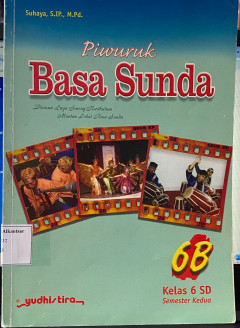 Suhaya, S.IP., M.Pd.
Piwuruk
Basa Sunda
6B
Kelas 6 SD
Semester Kedua
yudhistira